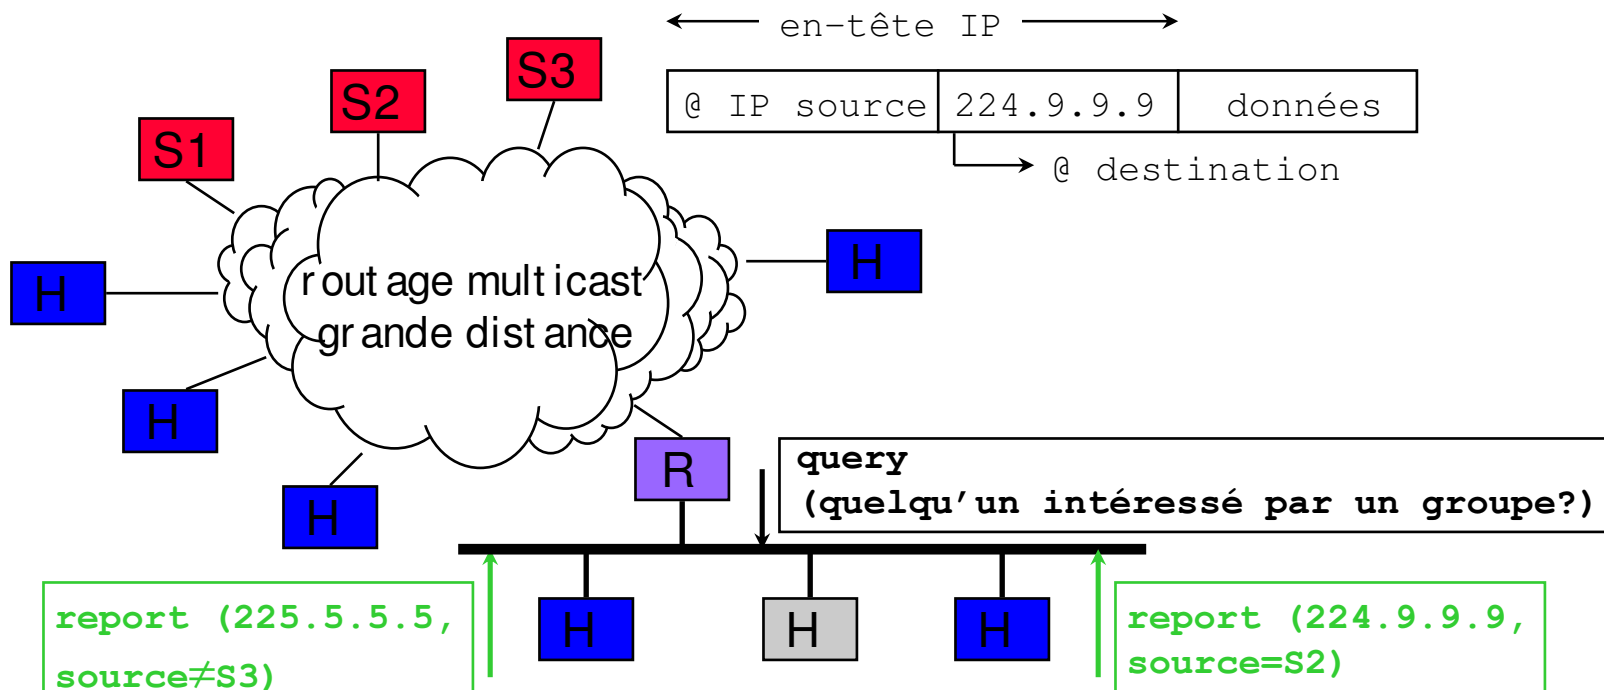 en-tête IP
@ IP source 224.9.9.9 données
@ destination
S1
S2
S3
H
H
routage multicast
grande distance
H
H
R
query
(quelqu'un intéressé par un groupe?)
report (225.5.5.5,
source≠S3)
H
H
H
report (224.9.9.9,
source=S2)